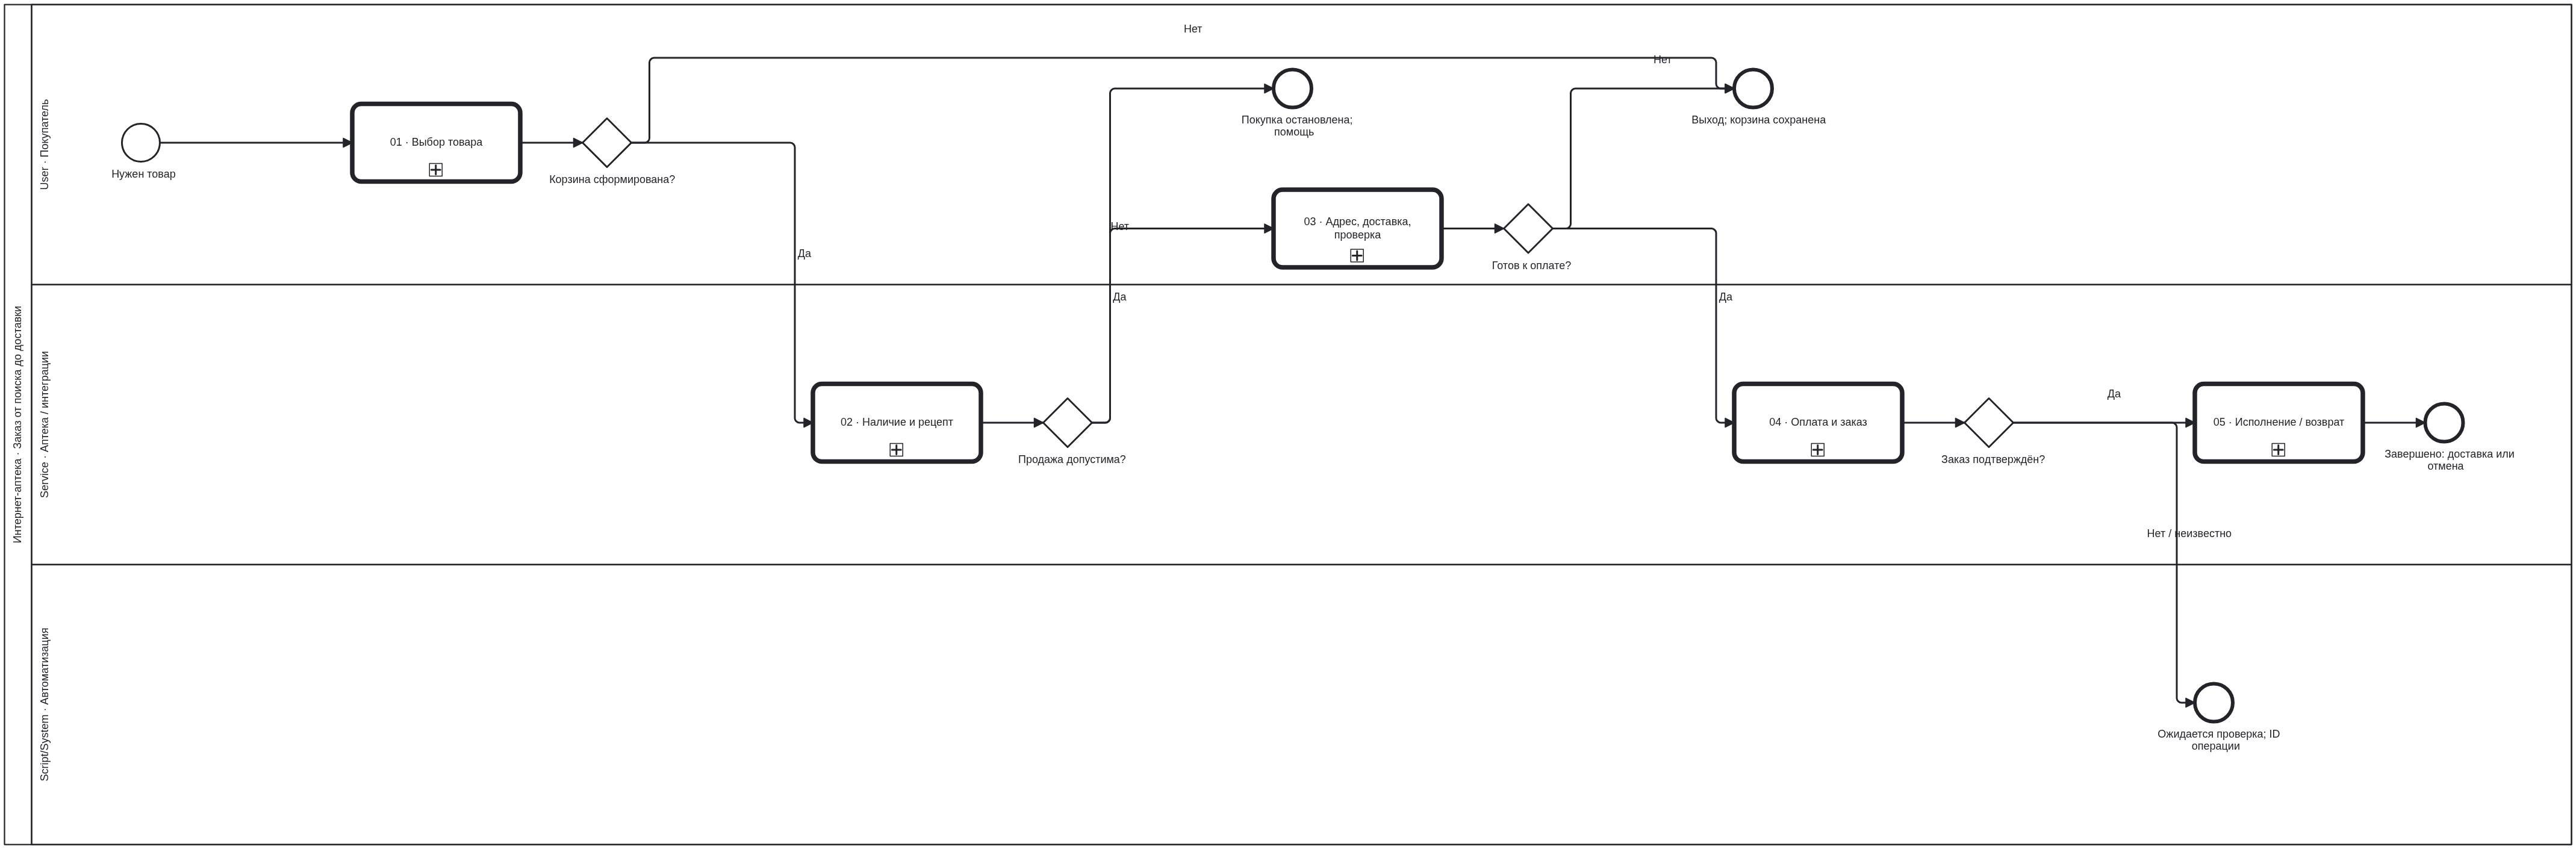 Интернет-аптека · Заказ от поиска до доставки
User · Покупатель
Нужен товар
01 · Выбор товара
Корзина сформирована?
Нет
Да
Нет
Покупка остановлена;
помощь
03 · Адрес, доставка,
проверка
Готов к оплате?
Нет
Выход; корзина сохранена
Service · Аптека / интеграции
Да
Да
02 · Наличие и рецепт
Продажа допустима?
04 · Оплата и заказ
Заказ подтверждён?
Да
05 · Исполнение / возврат
Завершено: доставка или
отмена
Нет / неизвестно
Script/System · Автоматизация
Ожидается проверка; ID
операции